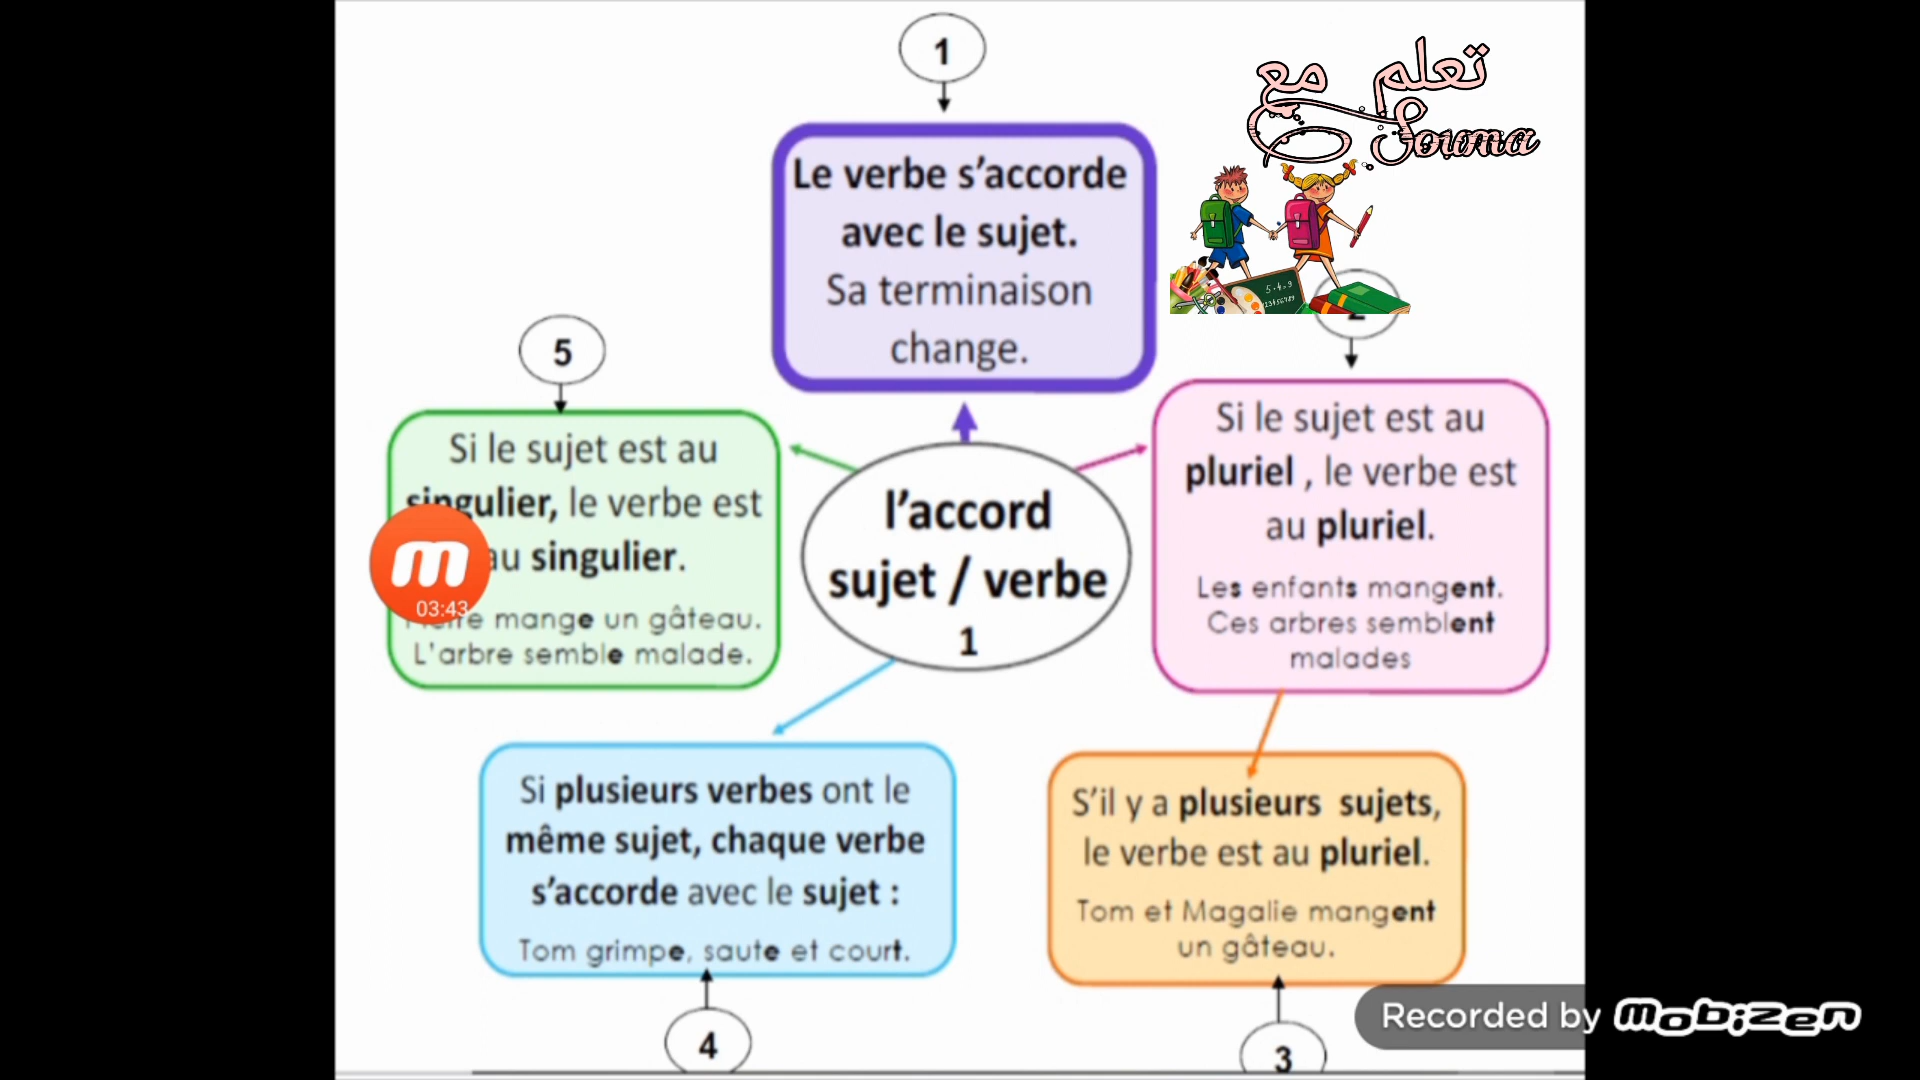 1
تعلم مع
Souma
Le verbe s'accorde
avec le sujet.
Sa terminaison
change.
2
Si le sujet est au
pluriel , le verbe est
au pluriel.
Les enfants mangent.
Ces arbres semblent
malades
5
Si le sujet est au
singulier, le verbe est
au singulier.
mange un gâteau.
L'arbre semble malade.
m
03:43
l'accord
sujet / verbe
1
Si plusieurs verbes ont le
même sujet, chaque verbe
s'accorde avec le sujet :
Tom grimpe, saute et court.
4
S'il y a plusieurs sujets,
le verbe est au pluriel.
Tom et Magalie mangent
un gâteau.
3
Recorded by mobizen